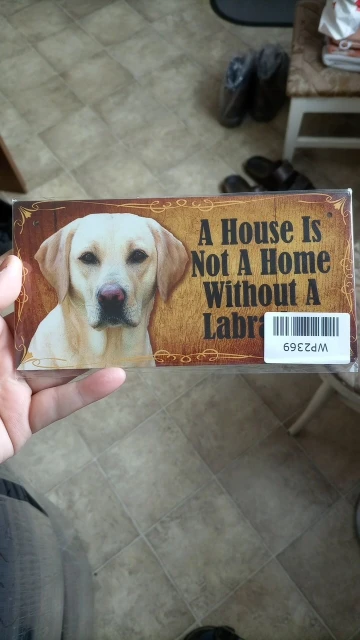 A House Is
Not A Home
Without A
Labra
WP2369